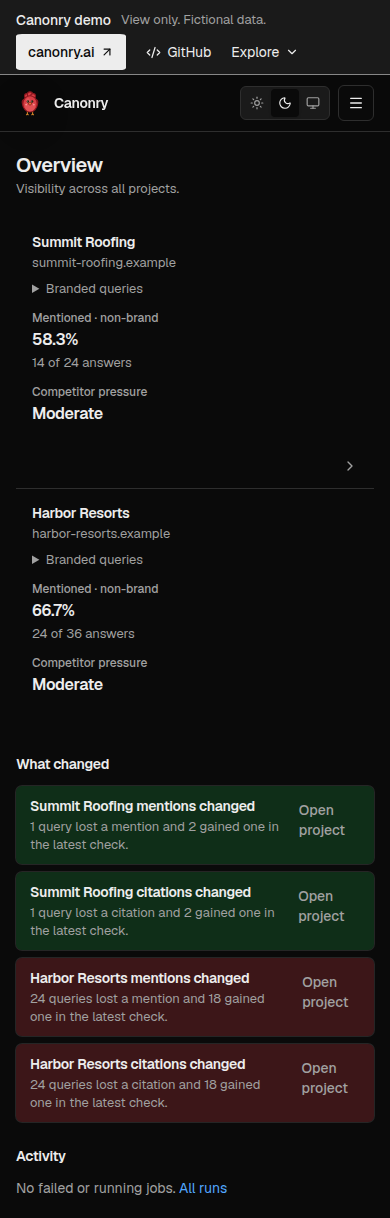 Canonry demo View only. Fictional data.
canonry.ai GitHub Explore
Canonry
Overview
Visibility across all projects.
Summit Roofing
summit-roofing.example
Branded queries
Mentioned · non-brand
58.3%
14 of 24 answers
Competitor pressure
Moderate
Harbor Resorts
harbor-resorts.example
Branded queries
Mentioned · non-brand
66.7%
24 of 36 answers
Competitor pressure
Moderate
What changed
Summit Roofing mentions changed
1 query lost a mention and 2 gained one in
the latest check.
Open
project
Summit Roofing citations changed
1 query lost a citation and 2 gained one in
the latest check.
Open
project
Harbor Resorts mentions changed
24 queries lost a mention and 18 gained
one in the latest check.
Open
project
Harbor Resorts citations changed
24 queries lost a citation and 18 gained
one in the latest check.
Open
project
Activity
No failed or running jobs. All runs